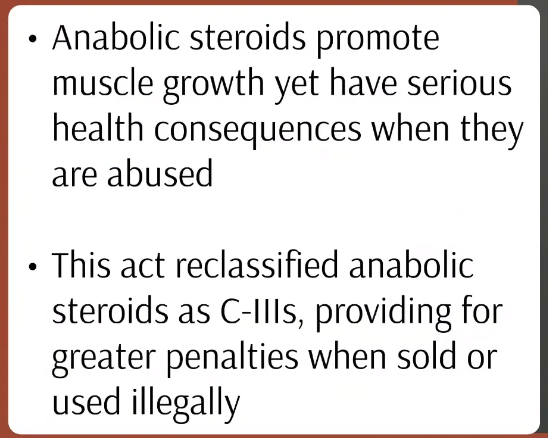 • Anabolic steroids promote
muscle growth yet have serious
health consequences when they
are abused
• This act reclassified anabolic
steroids as C-IIIs, providing for
greater penalties when sold or
used illegally